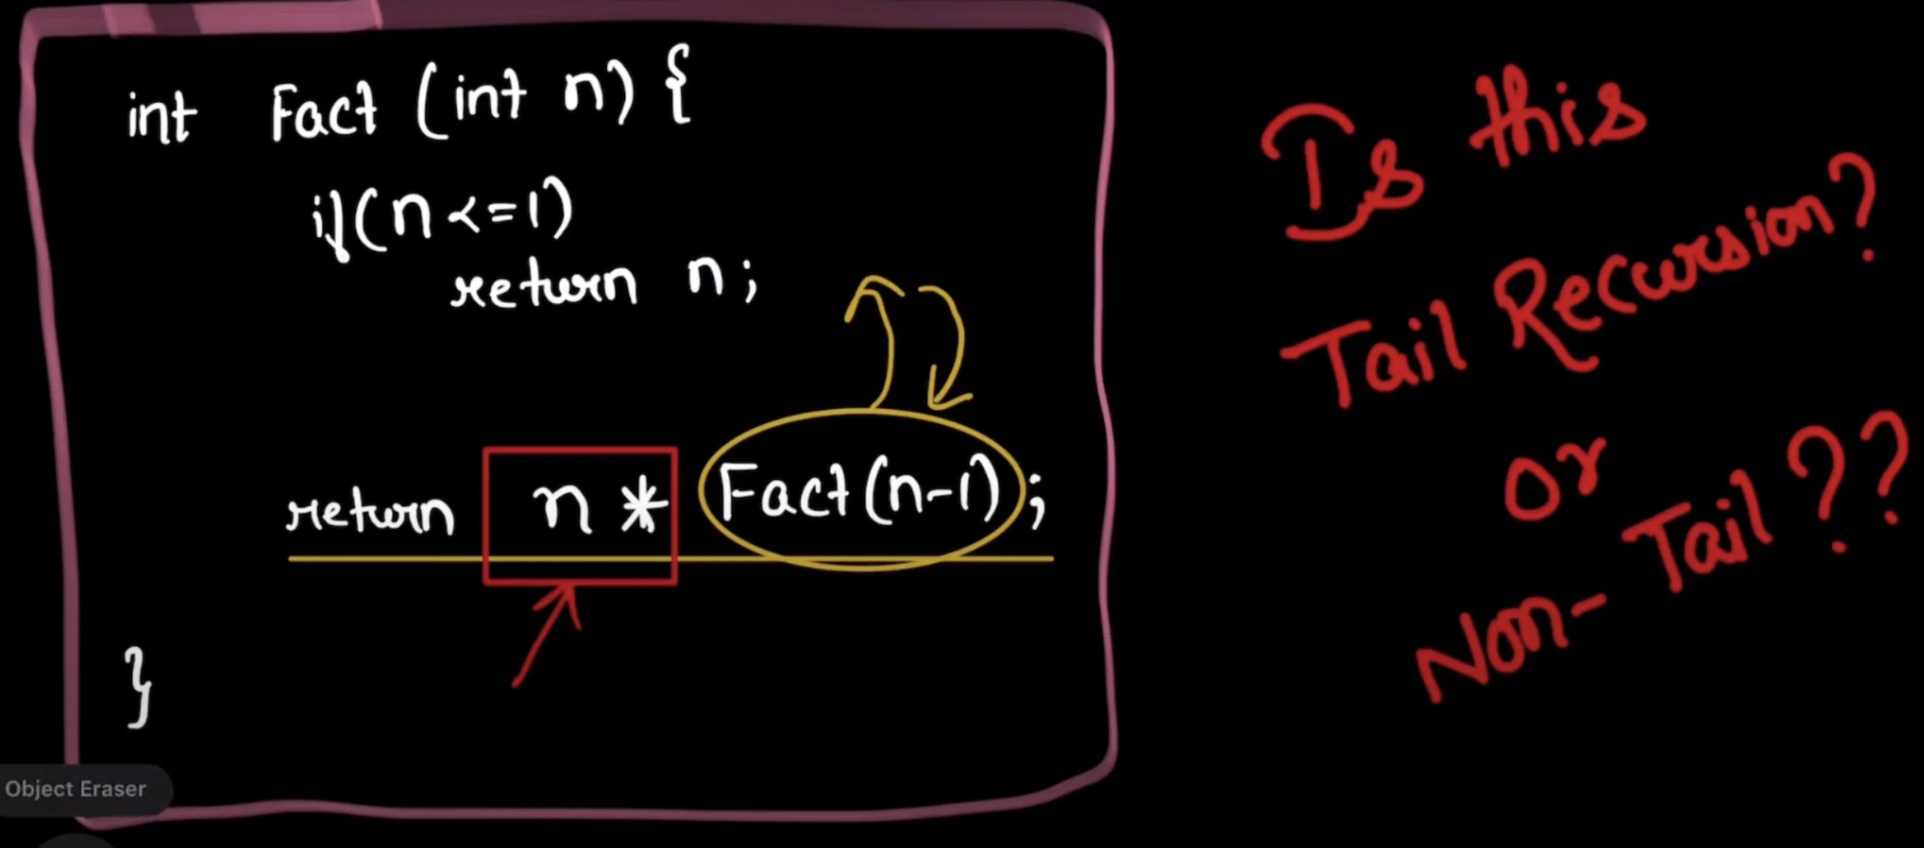 int Fact (int n) {
if(n <=1)
return n;
return n * Fact(n-1);
}
Is this
Tail Recursion?
or
Non-Tail??
Object Eraser